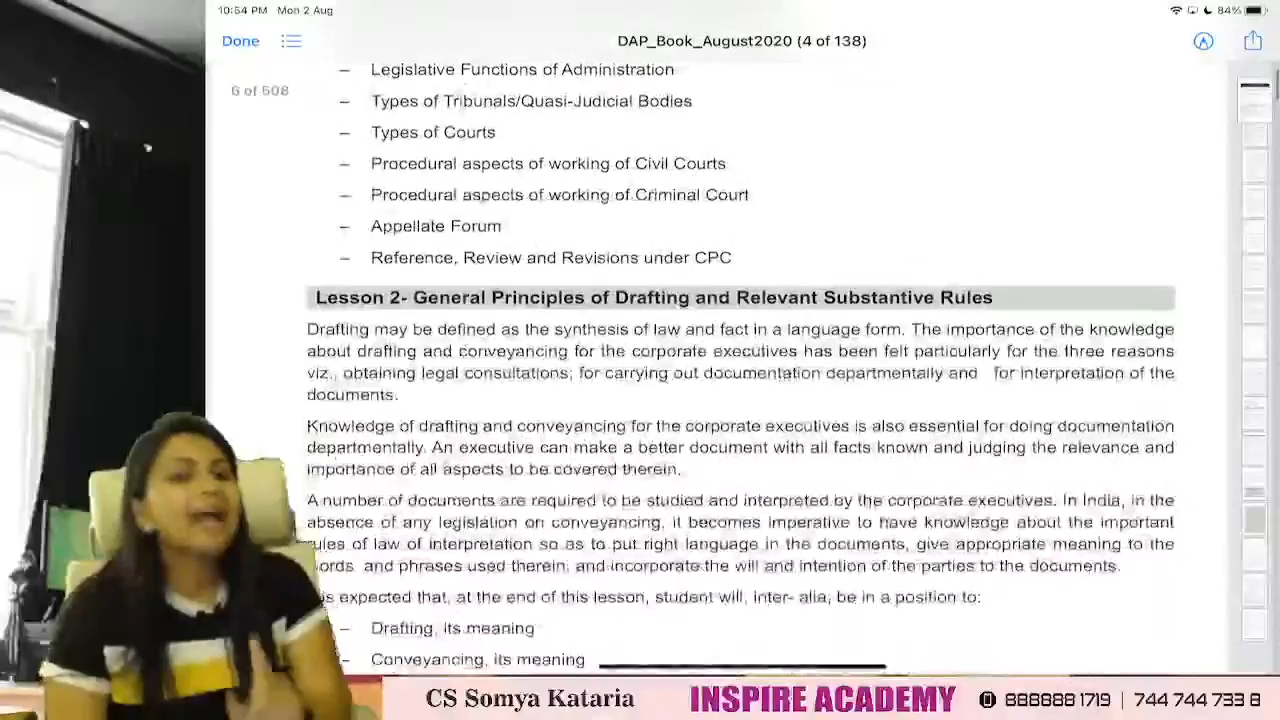 10:54 PM Mon 2 Aug
84%
Done
DAP_Book_August2020 (4 of 138)
6 of 508
– Legislative Functions of Administration
– Types of Tribunals/Quasi-Judicial Bodies
– Types of Courts
– Procedural aspects of working of Civil Courts
– Procedural aspects of working of Criminal Court
– Appellate Forum
– Reference, Review and Revisions under CPC
Lesson 2- General Principles of Drafting and Relevant Substantive Rules
Drafting may be defined as the synthesis of law and fact in a language form. The importance of the knowledge
about drafting and conveyancing for the corporate executives has been felt particularly for the three reasons
viz., obtaining legal consultations; for carrying out documentation departmentally and for interpretation of the
documents.
Knowledge of drafting and conveyancing for the corporate executives is also essential for doing documentation
departmentally. An executive can make a better document with all facts known and judging the relevance and
importance of all aspects to be covered therein.
A number of documents are required to be studied and interpreted by the corporate executives. In India, in the
absence of any legislation on conveyancing, it becomes imperative to have knowledge about the important
rules of law of interpretation so as to put right language in the documents, give appropriate meaning to the
ords and phrases used therein, and incorporate the will and intention of the parties to the documents.
is expected that, at the end of this lesson, student will, inter- alia, be in a position to:
– Drafting, its meaning
– Conveyancing, its meaning
CS Somya Kataria INSPIRE ACADEMY 888888 1719 | 744 744 733 8